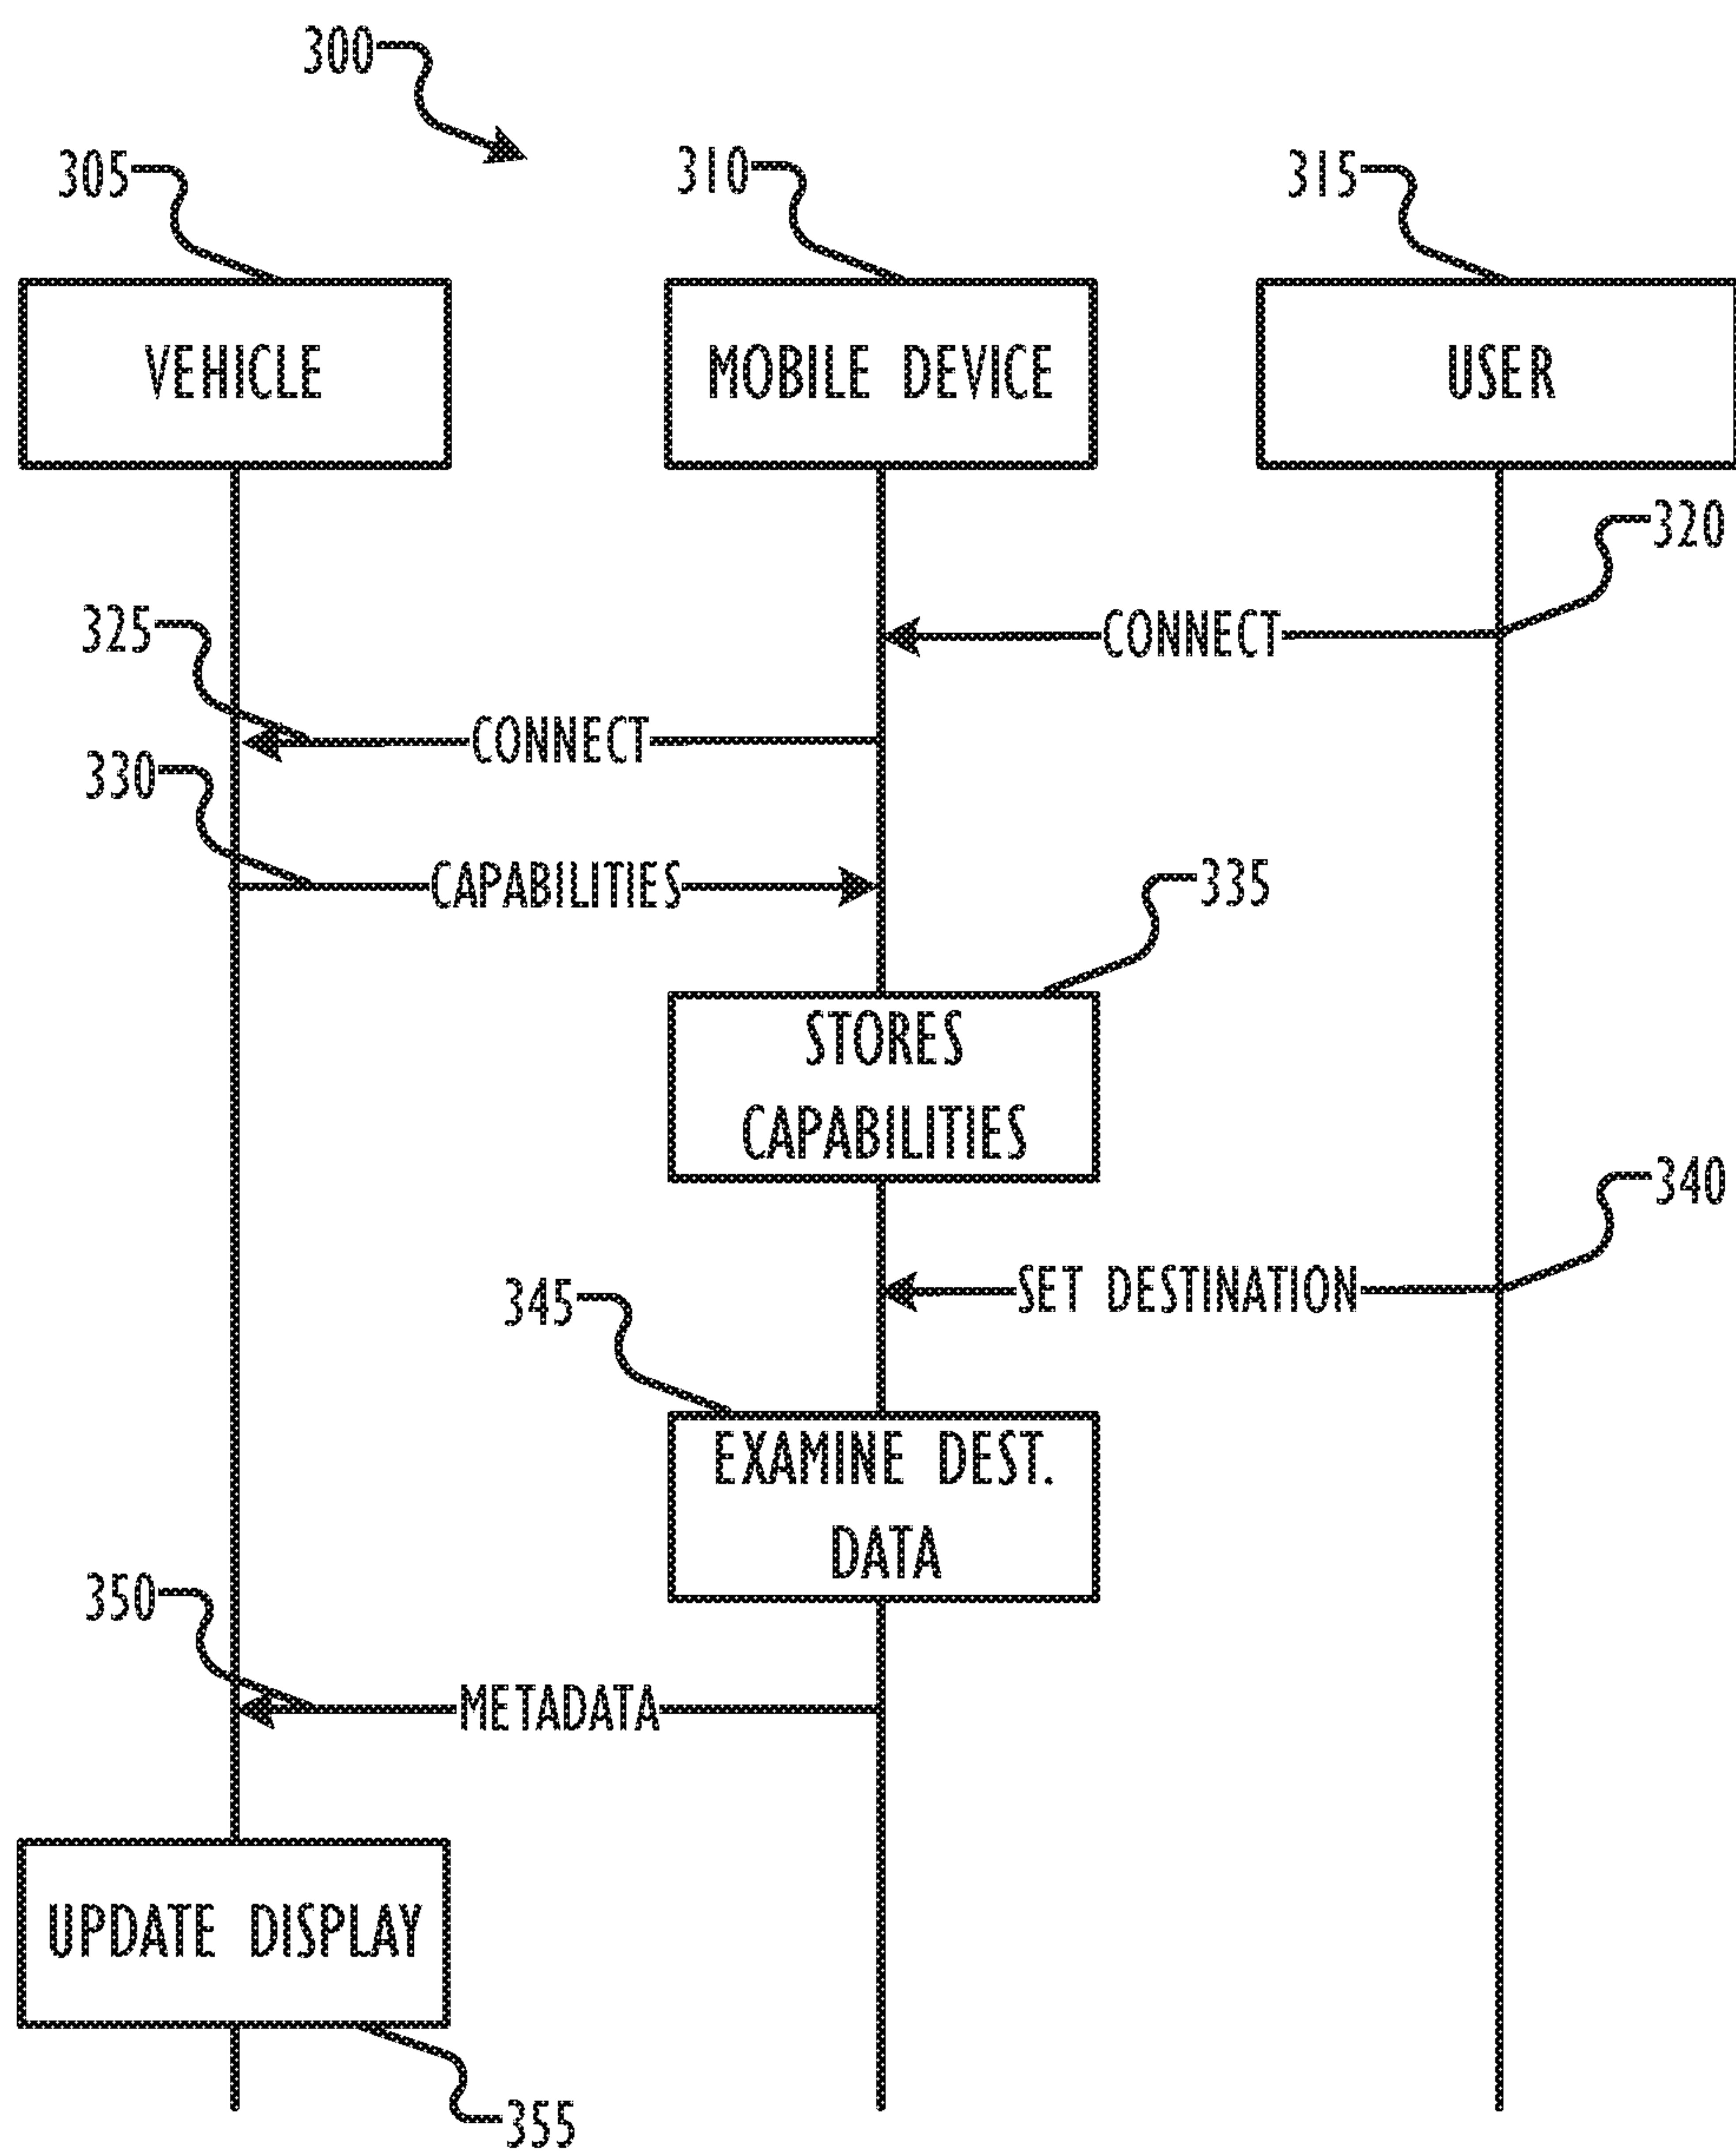 300
305
310
315
VEHICLE
MOBILE DEVICE
USER
320
325
CONNECT
CONNECT
330
CAPABILITIES
335
STORES
CAPABILITIES
340
SET DESTINATION
345
EXAMINE DEST.
DATA
350
METADATA
UPDATE DISPLAY
355